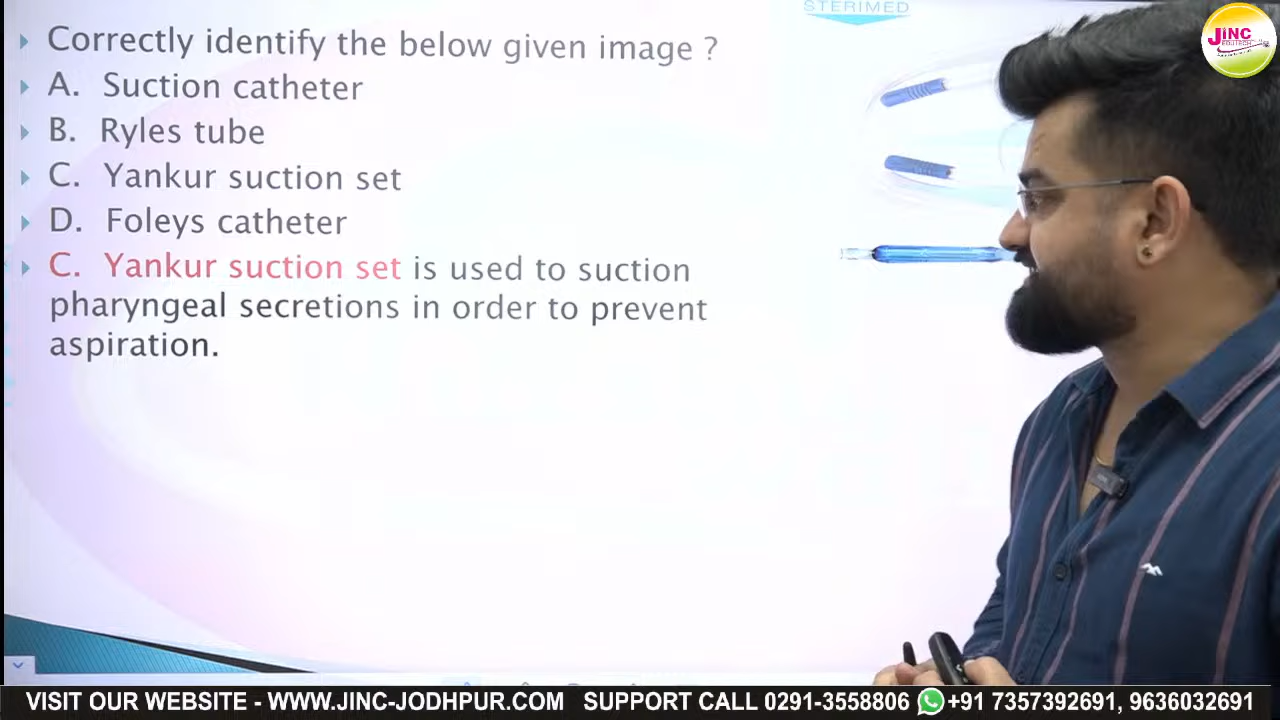 STERIMED
Correctly identify the below given image ?
A. Suction catheter
B. Ryles tube
C. Yankur suction set
D. Foleys catheter
C. Yankur suction set is used to suction
pharyngeal secretions in order to prevent
aspiration.
JINC
EDUTECH
VISIT OUR WEBSITE - WWW.JINC-JODHPUR.COM SUPPORT CALL 0291-3558806 +91 7357392691, 9636032691